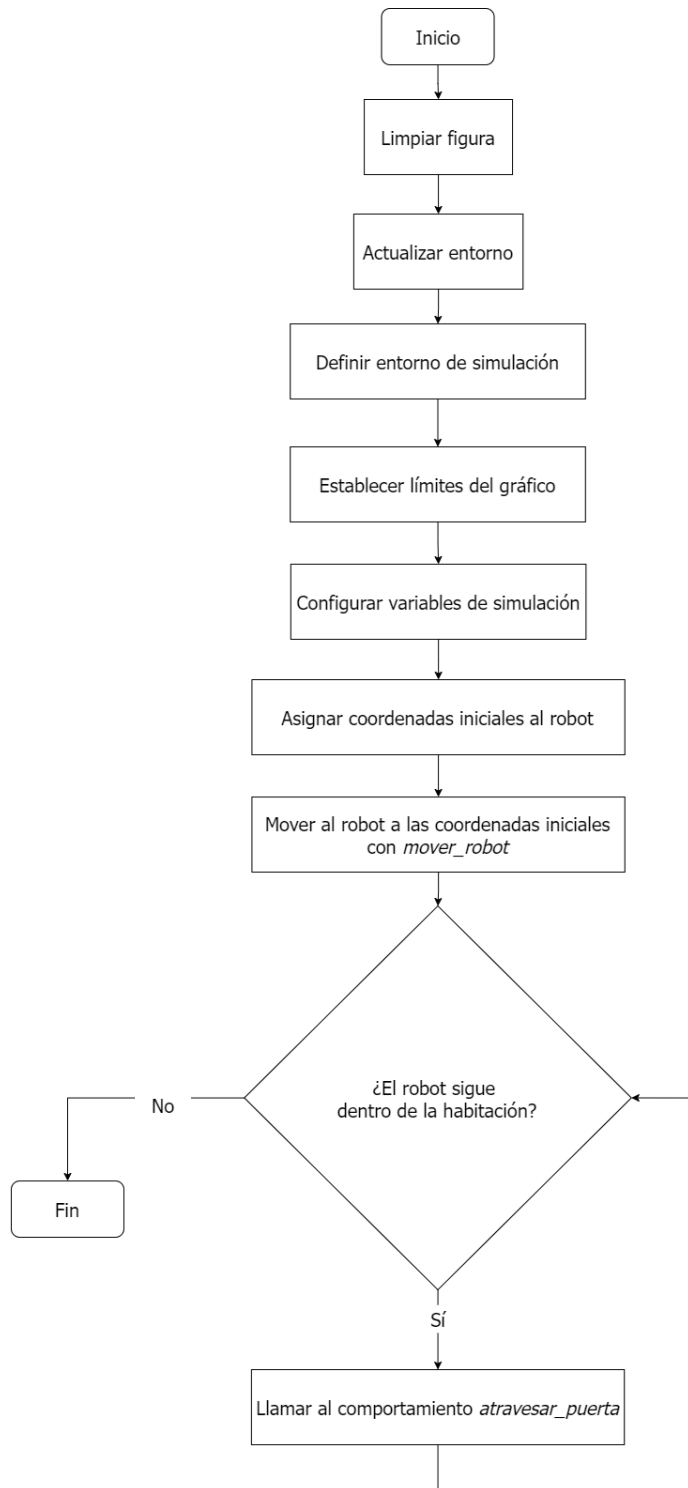 Inicio
Limpiar figura
Actualizar entorno
Definir entorno de simulación
Establecer límites del gráfico
Configurar variables de simulación
Asignar coordenadas iniciales al robot
Mover al robot a las coordenadas iniciales
con mover_robot
¿El robot sigue
dentro de la habitación?
No
Fin
Sí
Llamar al comportamiento atravesar_puerta